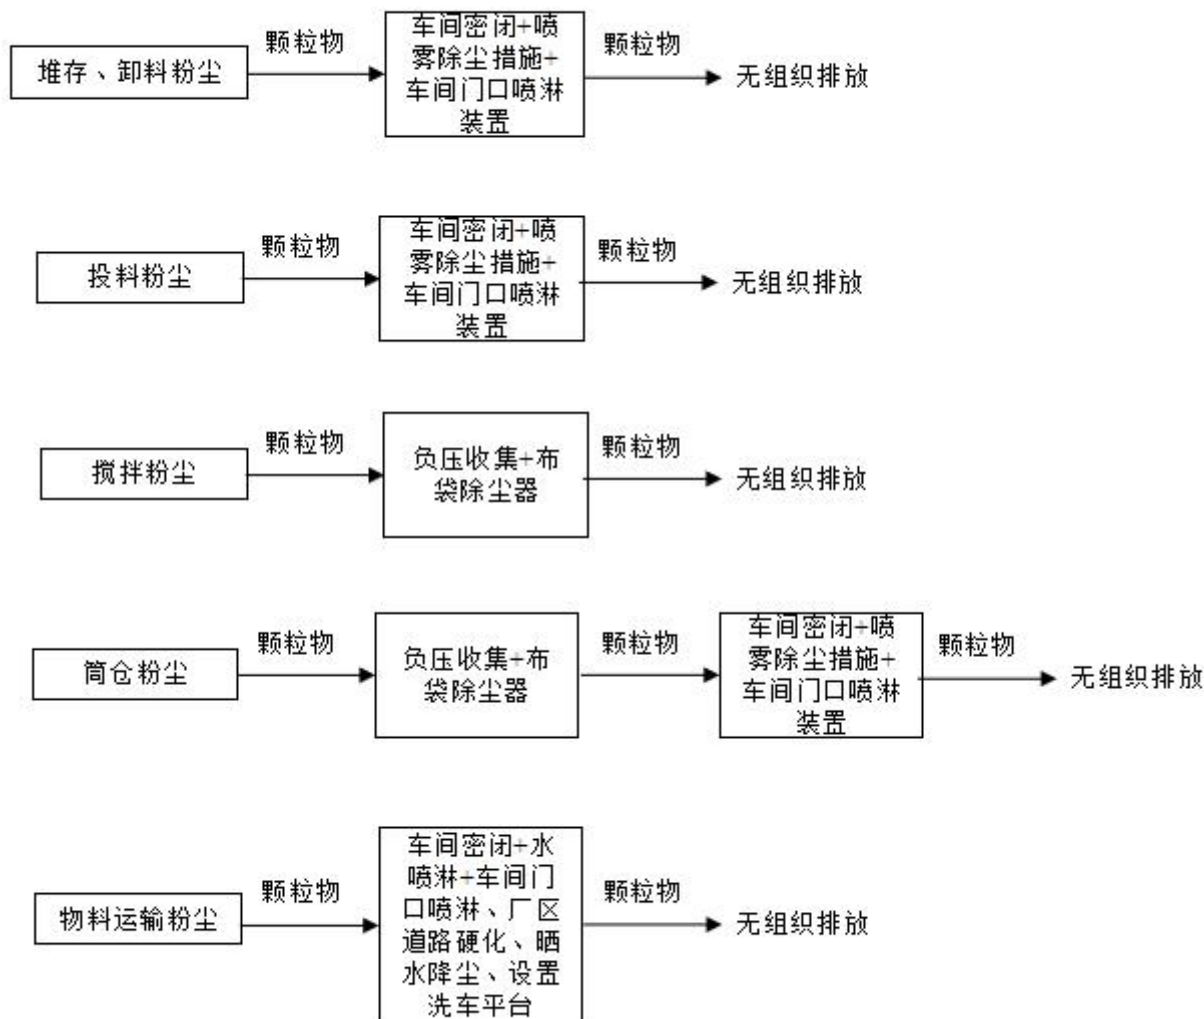 堆存、卸料粉尘
颗粒物
车间密闭+喷
雾除尘措施+
车间门口喷淋
装置
颗粒物
无组织排放
投料粉尘
颗粒物
车间密闭+喷
雾除尘措施+
车间门口喷淋
装置
颗粒物
无组织排放
搅拌粉尘
颗粒物
负压收集+布
袋除尘器
颗粒物
无组织排放
筒仓粉尘
颗粒物
负压收集+布
袋除尘器
颗粒物
车间密闭+喷
雾除尘措施+
车间门口喷淋
装置
颗粒物
无组织排放
物料运输粉尘
颗粒物
车间密闭+水
喷淋+车间门
口喷淋、厂区
道路硬化、晒
水降尘、设置
洗车平台
颗粒物
无组织排放